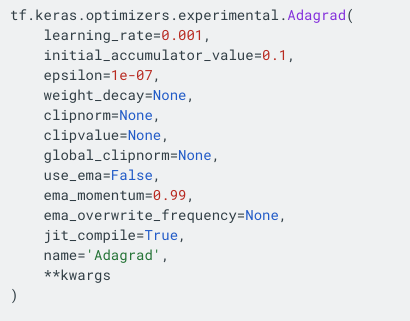 tf.keras.optimizers.experimental.Adagrad(
    learning_rate=0.001,
    initial_accumulator_value=0.1,
    epsilon=1e-07,
    weight_decay=None,
    clipnorm=None,
    clipvalue=None,
    global_clipnorm=None,
    use_ema=False,
    ema_momentum=0.99,
    ema_overwrite_frequency=None,
    jit_compile=True,
    name='Adagrad',
    **kwargs
)